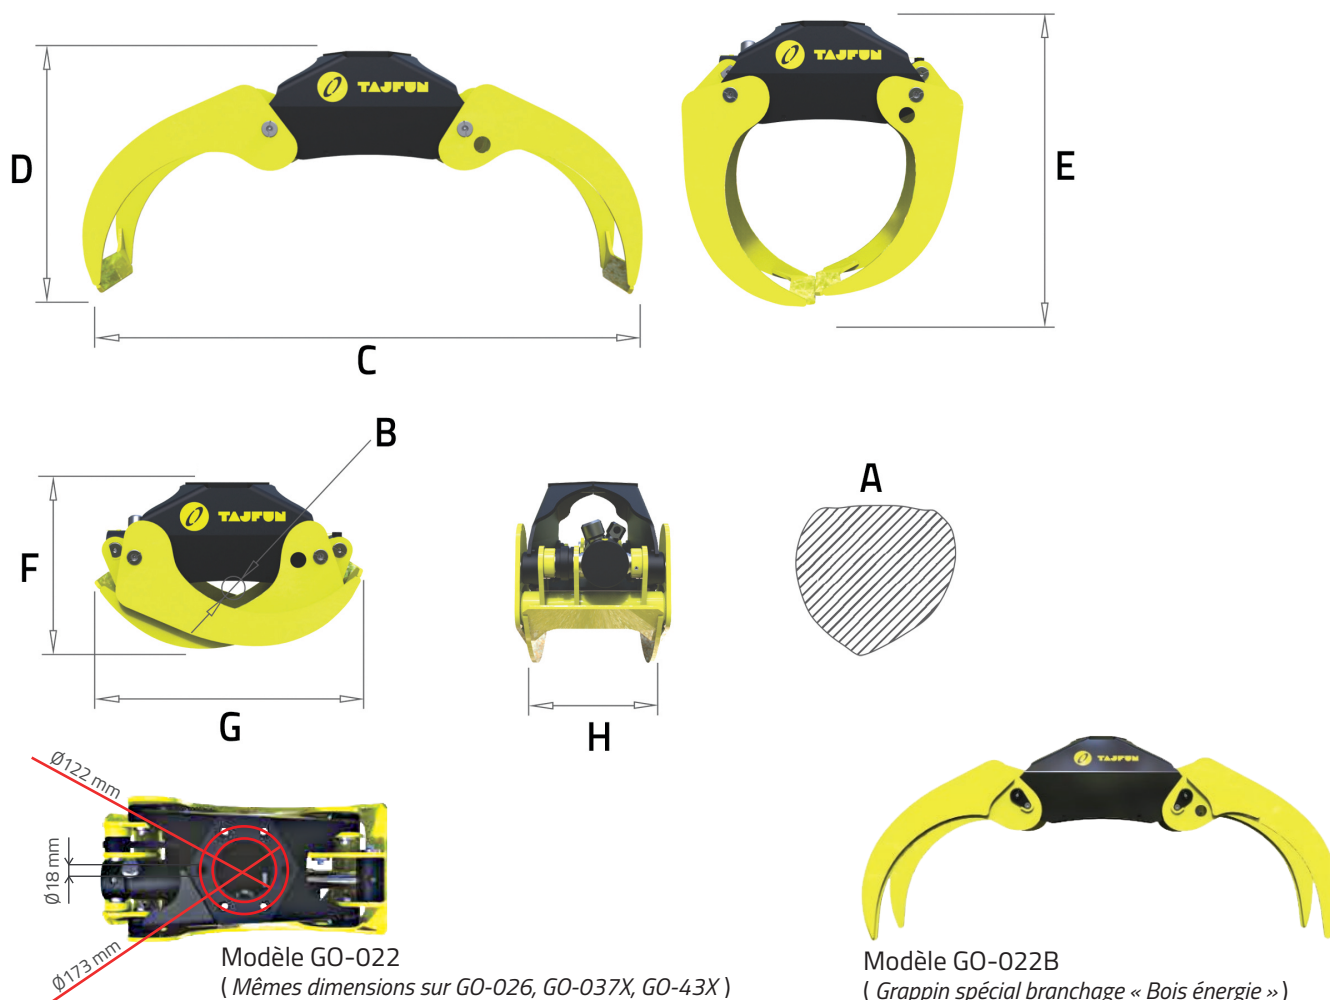 TAJFUN
TAJFUN
D
E
C
B
A
TAJFUN
F
G
H
Ø122 mm
Ø18 mm
Ø173 mm
TAJFUN
Modèle GO-022
( Mêmes dimensions sur GO-026, GO-037X, GO-43X )
Modèle GO-022B
( Grappin spécial branchage « Bois énergie » )